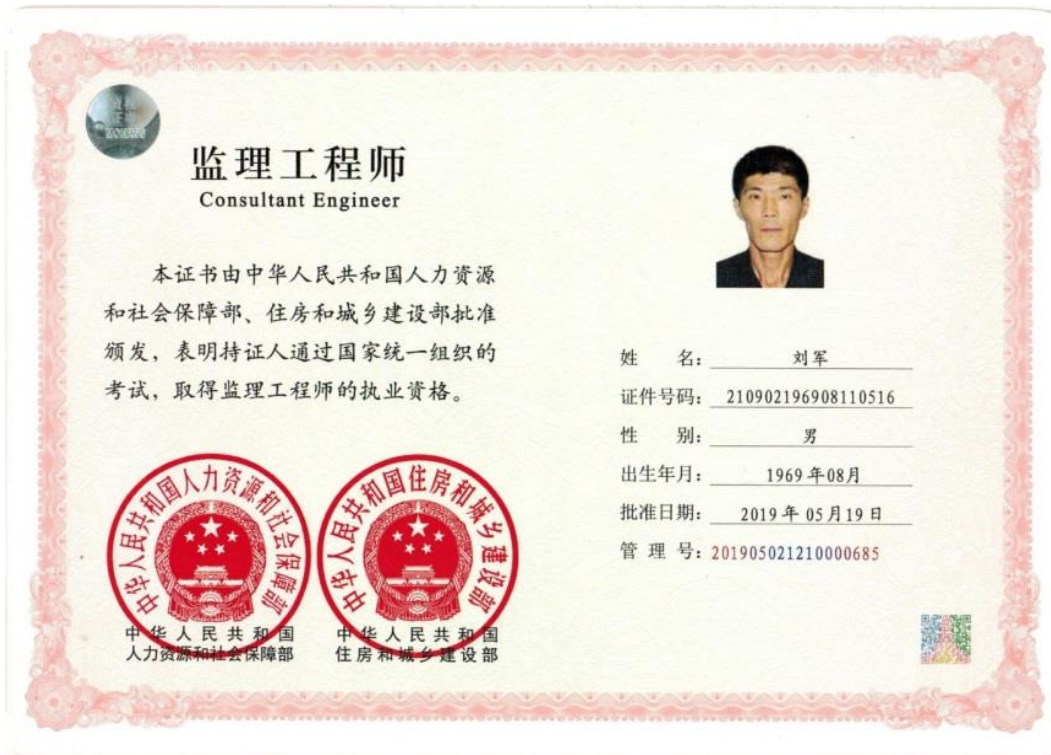 监理工程师
Consultant Engineer
本证书由中华人民共和国人力资源
和社会保障部、住房和城乡建设部批准
颁发，表明持证人通过国家统一组织的
考试，取得监理工程师的执业资格。
中华人民共和国人力资源和社会保障部
中华人民共和国
人力资源和社会保障部
中华人民共和国住房和城乡建设部
中华人民共和国
住房和城乡建设部
姓 名： 刘军
证件号码： 210902196908110516
性 别： 男
出生年月： 1969年08月
批准日期： 2019年05月19日
管 理 号： 201905021210000685